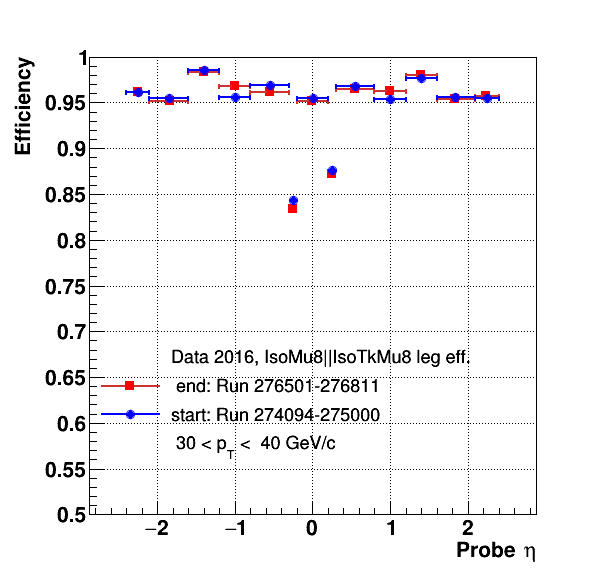 Efficiency
1
0.95
0.9
0.85
0.8
0.75
0.7
0.65
0.6
0.55
0.5
Data 2016, IsoMu8||IsoTkMu8 leg eff.
end: Run 276501-276811
start: Run 274094-275000
30 < pT < 40 GeV/c
−2 −1 0 1 2
Probe η